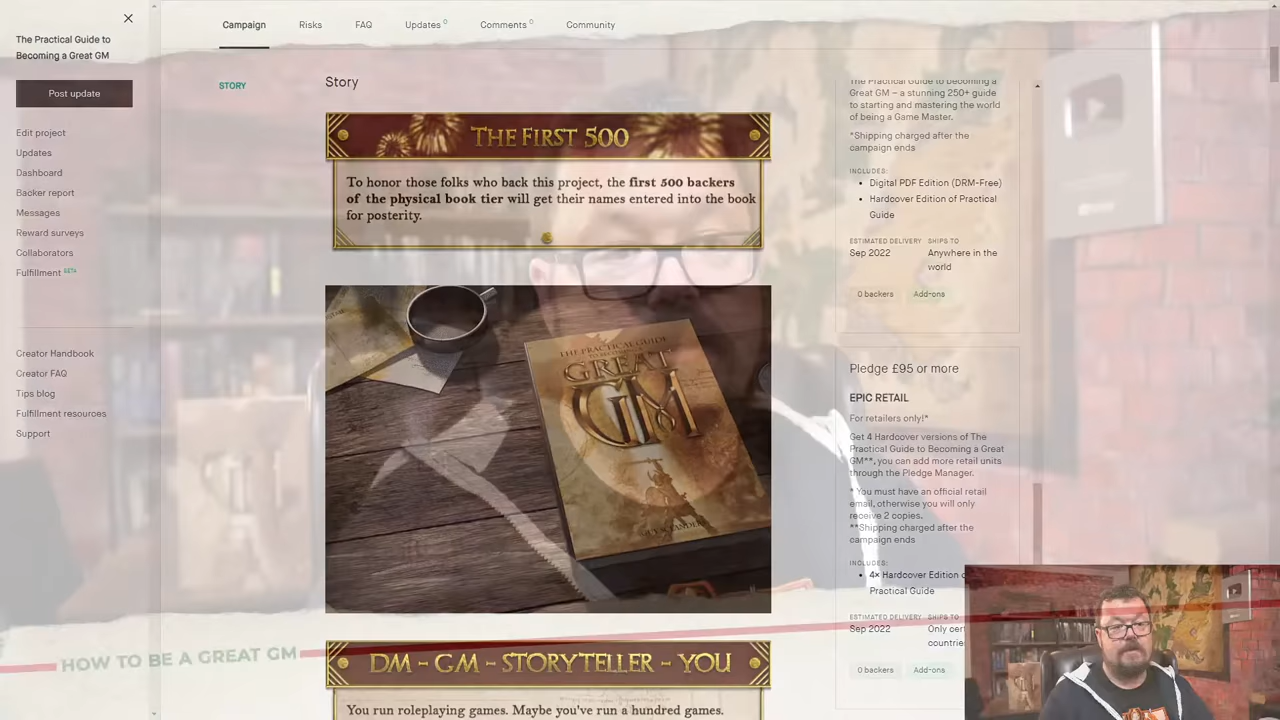 The Practical Guide to
Becoming a Great GM
Post update
Edit project
Updates
Dashboard
Backer report
Messages
Reward surveys
Collaborators
Fulfillment BETA
Creator Handbook
Creator FAQ
Tips blog
Fulfillment resources
Support
Campaign
Risks
FAQ
Updates 0
Comments 0
Community
STORY
Story
THE FIRST 500
To honor those folks who back this project, the first 500 backers
of the physical book tier will get their names entered into the book
for posterity.
THE PRACTICAL GUIDE
GREAT
GM
DM - GM - STORYTELLER - YOU
You run roleplaying games. Maybe you've run a hundred games.
The Practical Guide to becoming a
Great GM – a stunning 250+ guide
to starting and mastering the world
of being a Game Master.
*Shipping charged after the
campaign ends
INCLUDES:
• Digital PDF Edition (DRM-Free)
• Hardcover Edition of Practical
Guide
ESTIMATED DELIVERY
Sep 2022
SHIPS TO
Anywhere in the
world
0 backers
Add-ons
Pledge £95 or more
EPIC RETAIL
For retailers only!*
Get 4 Hardcover versions of The
Practical Guide to Becoming a Great
GM**, you can add more retail units
through the Pledge Manager.
* You must have an official retail
email, otherwise you will only
receive 2 copies.
**Shipping charged after the
campaign ends
INCLUDES:
• 4× Hardcover Edition
Practical Guide
ESTIMATED DELIVERY
Sep 2022
SHIPS TO
Only
0 backers
Add-ons
HOW TO BE A GREAT GM